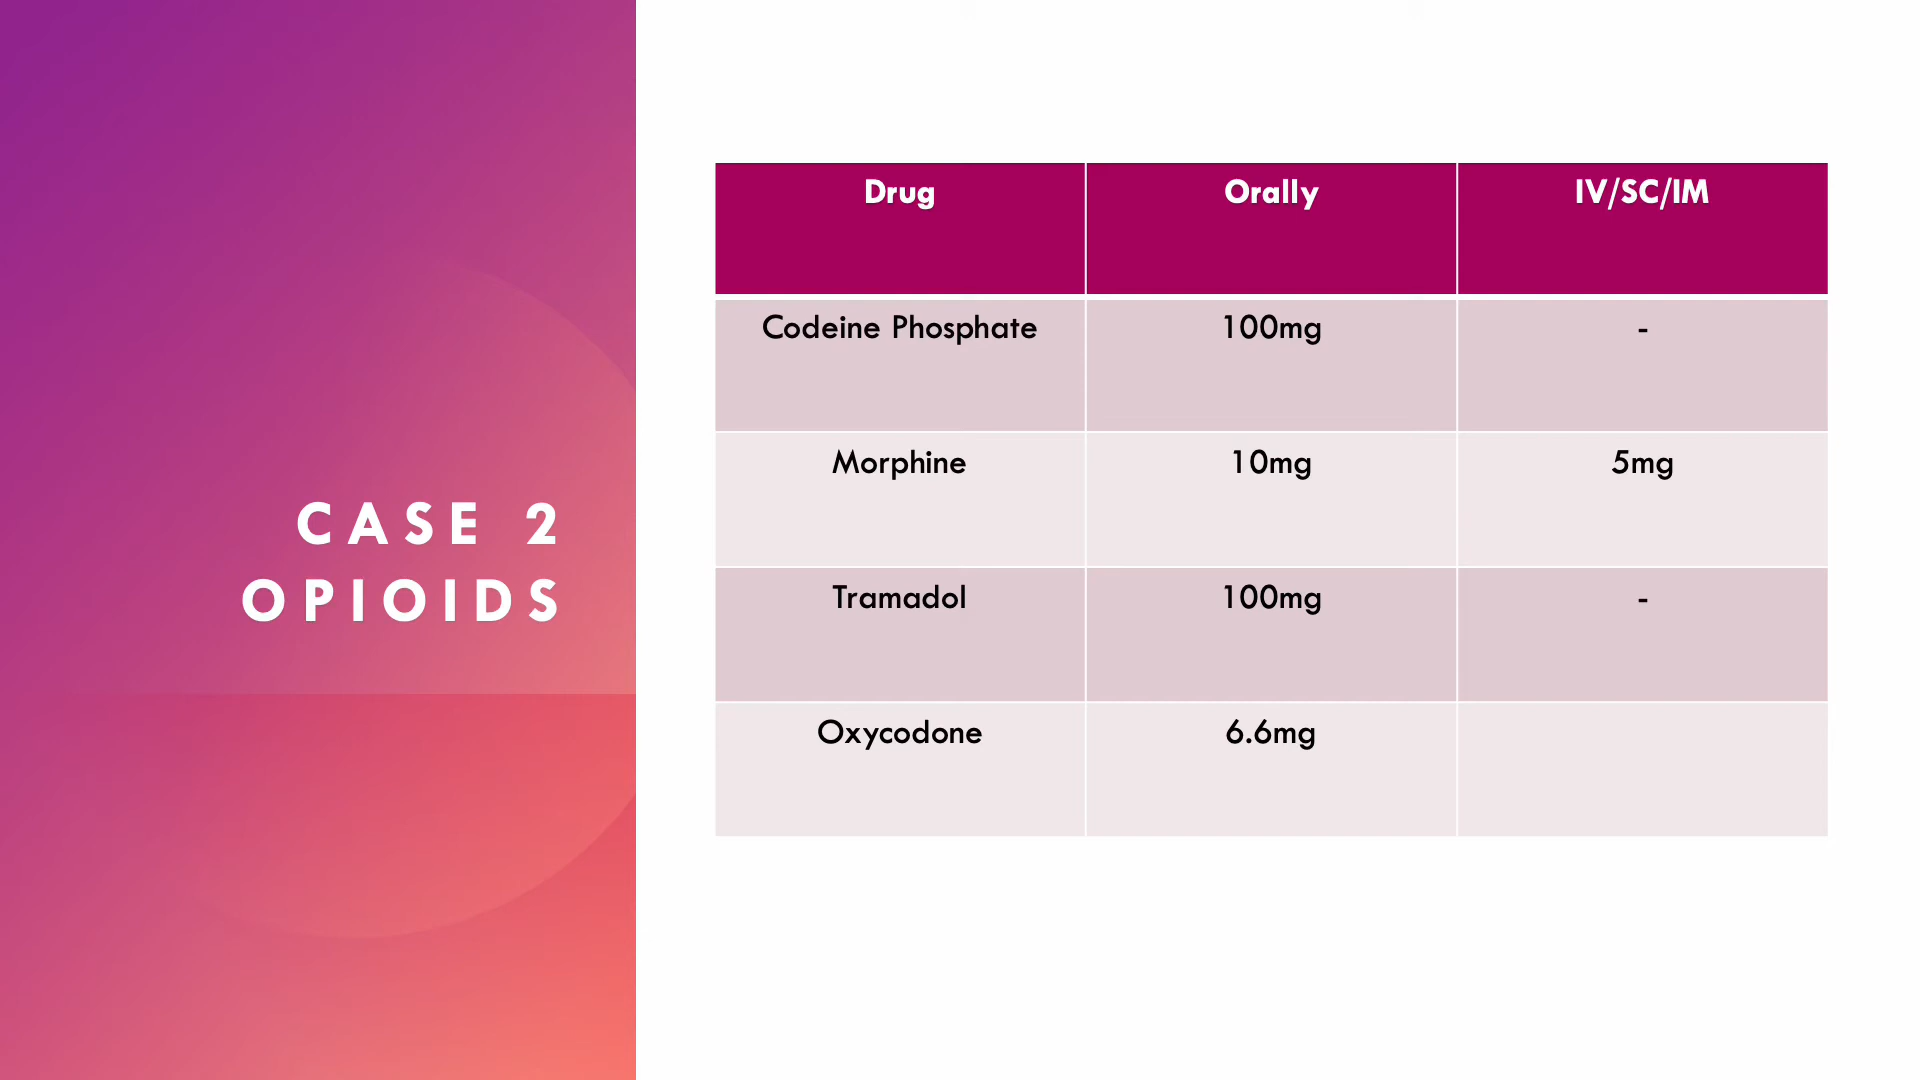 CASE 2
OPIOIDS
Drug Orally IV/SC/IM
Codeine Phosphate 100mg -
Morphine 10mg 5mg
Tramadol 100mg -
Oxycodone 6.6mg